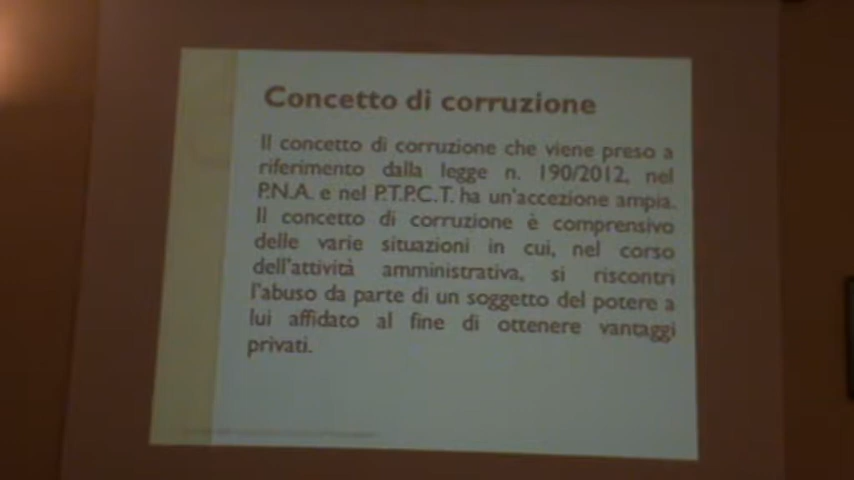 Concetto di corruzione
Il concetto di corruzione che viene preso a
riferimento dalla legge n. 190/2012, nel
P.N.A. e nel P.T.P.C.T. ha un'accezione ampia.
Il concetto di corruzione è comprensivo
delle varie situazioni in cui, nel corso
dell'attività amministrativa, si riscontri
l'abuso da parte di un soggetto del potere a
lui affidato al fine di ottenere vantaggi
privati.